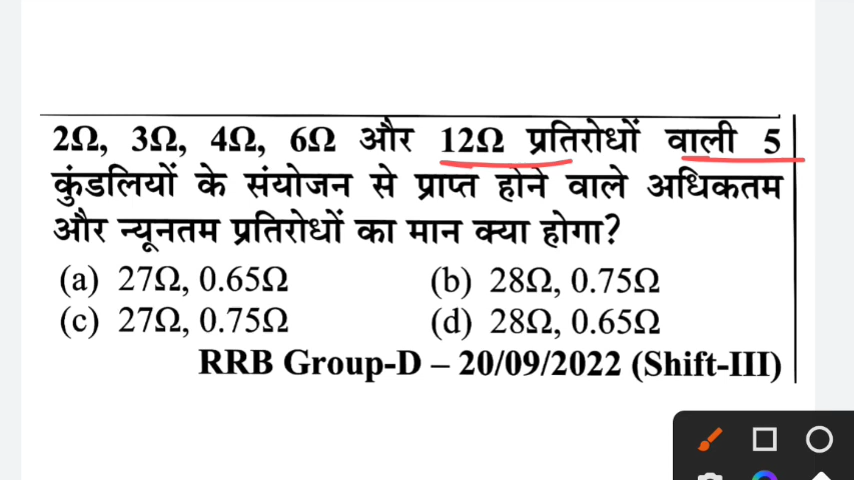 2Ω, 3Ω, 4Ω, 6Ω और 12Ω प्रतिरोधों वाली 5
कुंडलियों के संयोजन से प्राप्त होने वाले अधिकतम
और न्यूनतम प्रतिरोधों का मान क्या होगा?
(a) 27Ω, 0.65Ω (b) 28Ω, 0.75Ω
(c) 27Ω, 0.75Ω (d) 28Ω, 0.65Ω
RRB Group-D – 20/09/2022 (Shift-III)